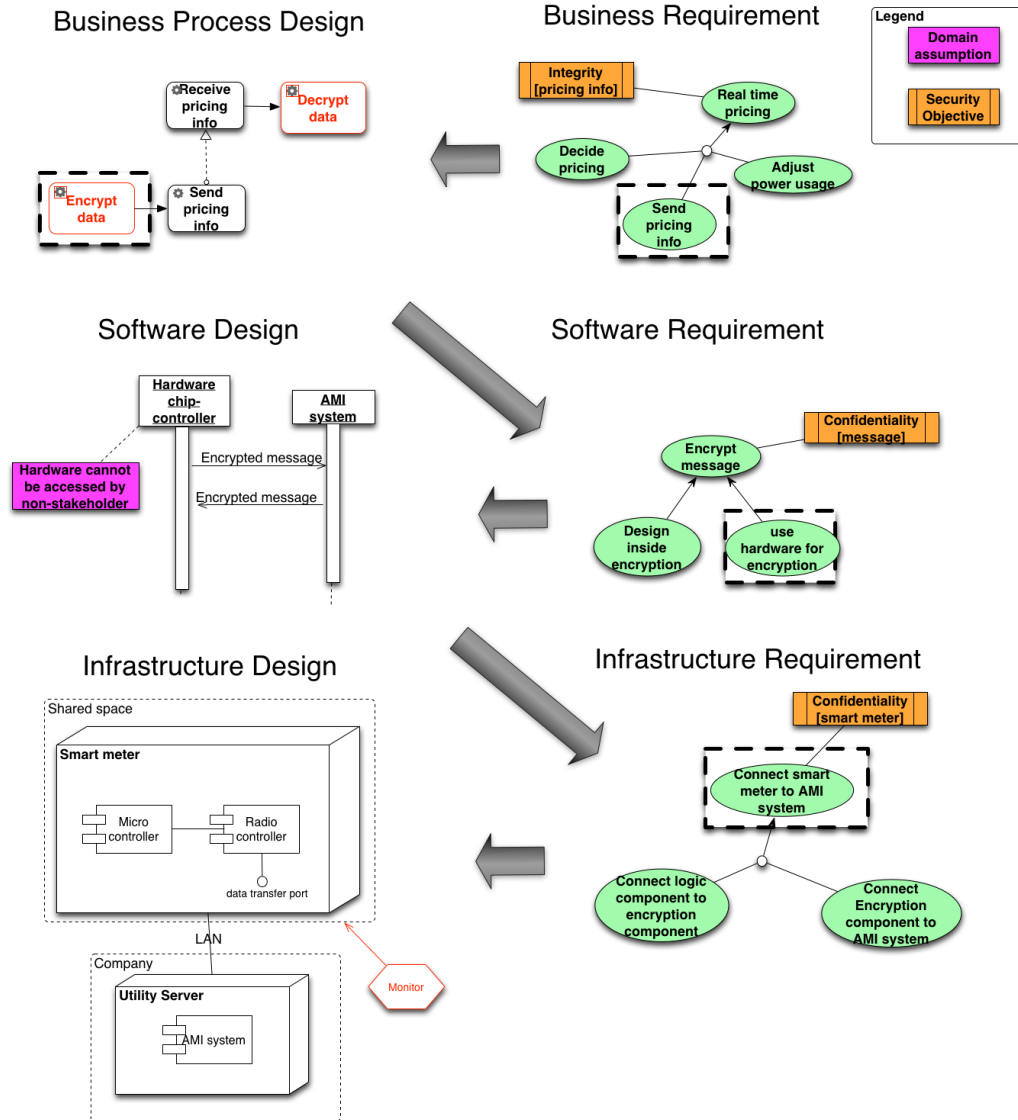 Business Process Design
Business Requirement
Legend
Domain
assumption
Security
Objective
Receive
pricing
info
Decrypt
data
Encrypt
data
Send
pricing
info
Integrity
[pricing info]
Real time
pricing
Decide
pricing
Adjust
power usage
Send
pricing
info
Software Design
Software Requirement
Hardware
chip-
controller
AMI
system
Encrypted message
Encrypted message
Hardware cannot
be accessed by
non-stakeholder
Confidentiality
[message]
Encrypt
message
Design
inside
encryption
use
hardware for
encryption
Infrastructure Design
Infrastructure Requirement
Shared space
Smart meter
Micro
controller
Radio
controller
data transfer port
LAN
Company
Utility Server
AMI system
Monitor
Confidentiality
[smart meter]
Connect smart
meter to AMI
system
Connect logic
component to
encryption
component
Connect
Encryption
component to
AMI system